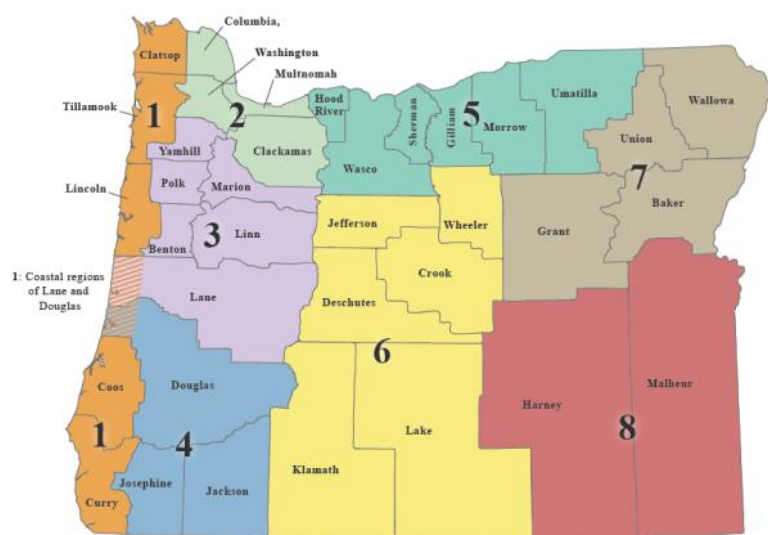 Columbia,
Clatsop
Washington
Multnomah
Tillamook
1
2
Hood
River
Sherman
Gilliam
5
Morrow
Umatilla
Wallowa
Union
Yamhill
Clackamas
Wasco
7
Lincoln
Polk
Marion
Jefferson
Wheeler
Baker
3
Linn
Grant
Benton
1: Coastal regions
of Lane and
Douglas
Lane
Crook
Deschutes
6
Coos
Douglas
Malheur
Harney
1
4
Lake
8
Klamath
Josephine
Jackson
Curry